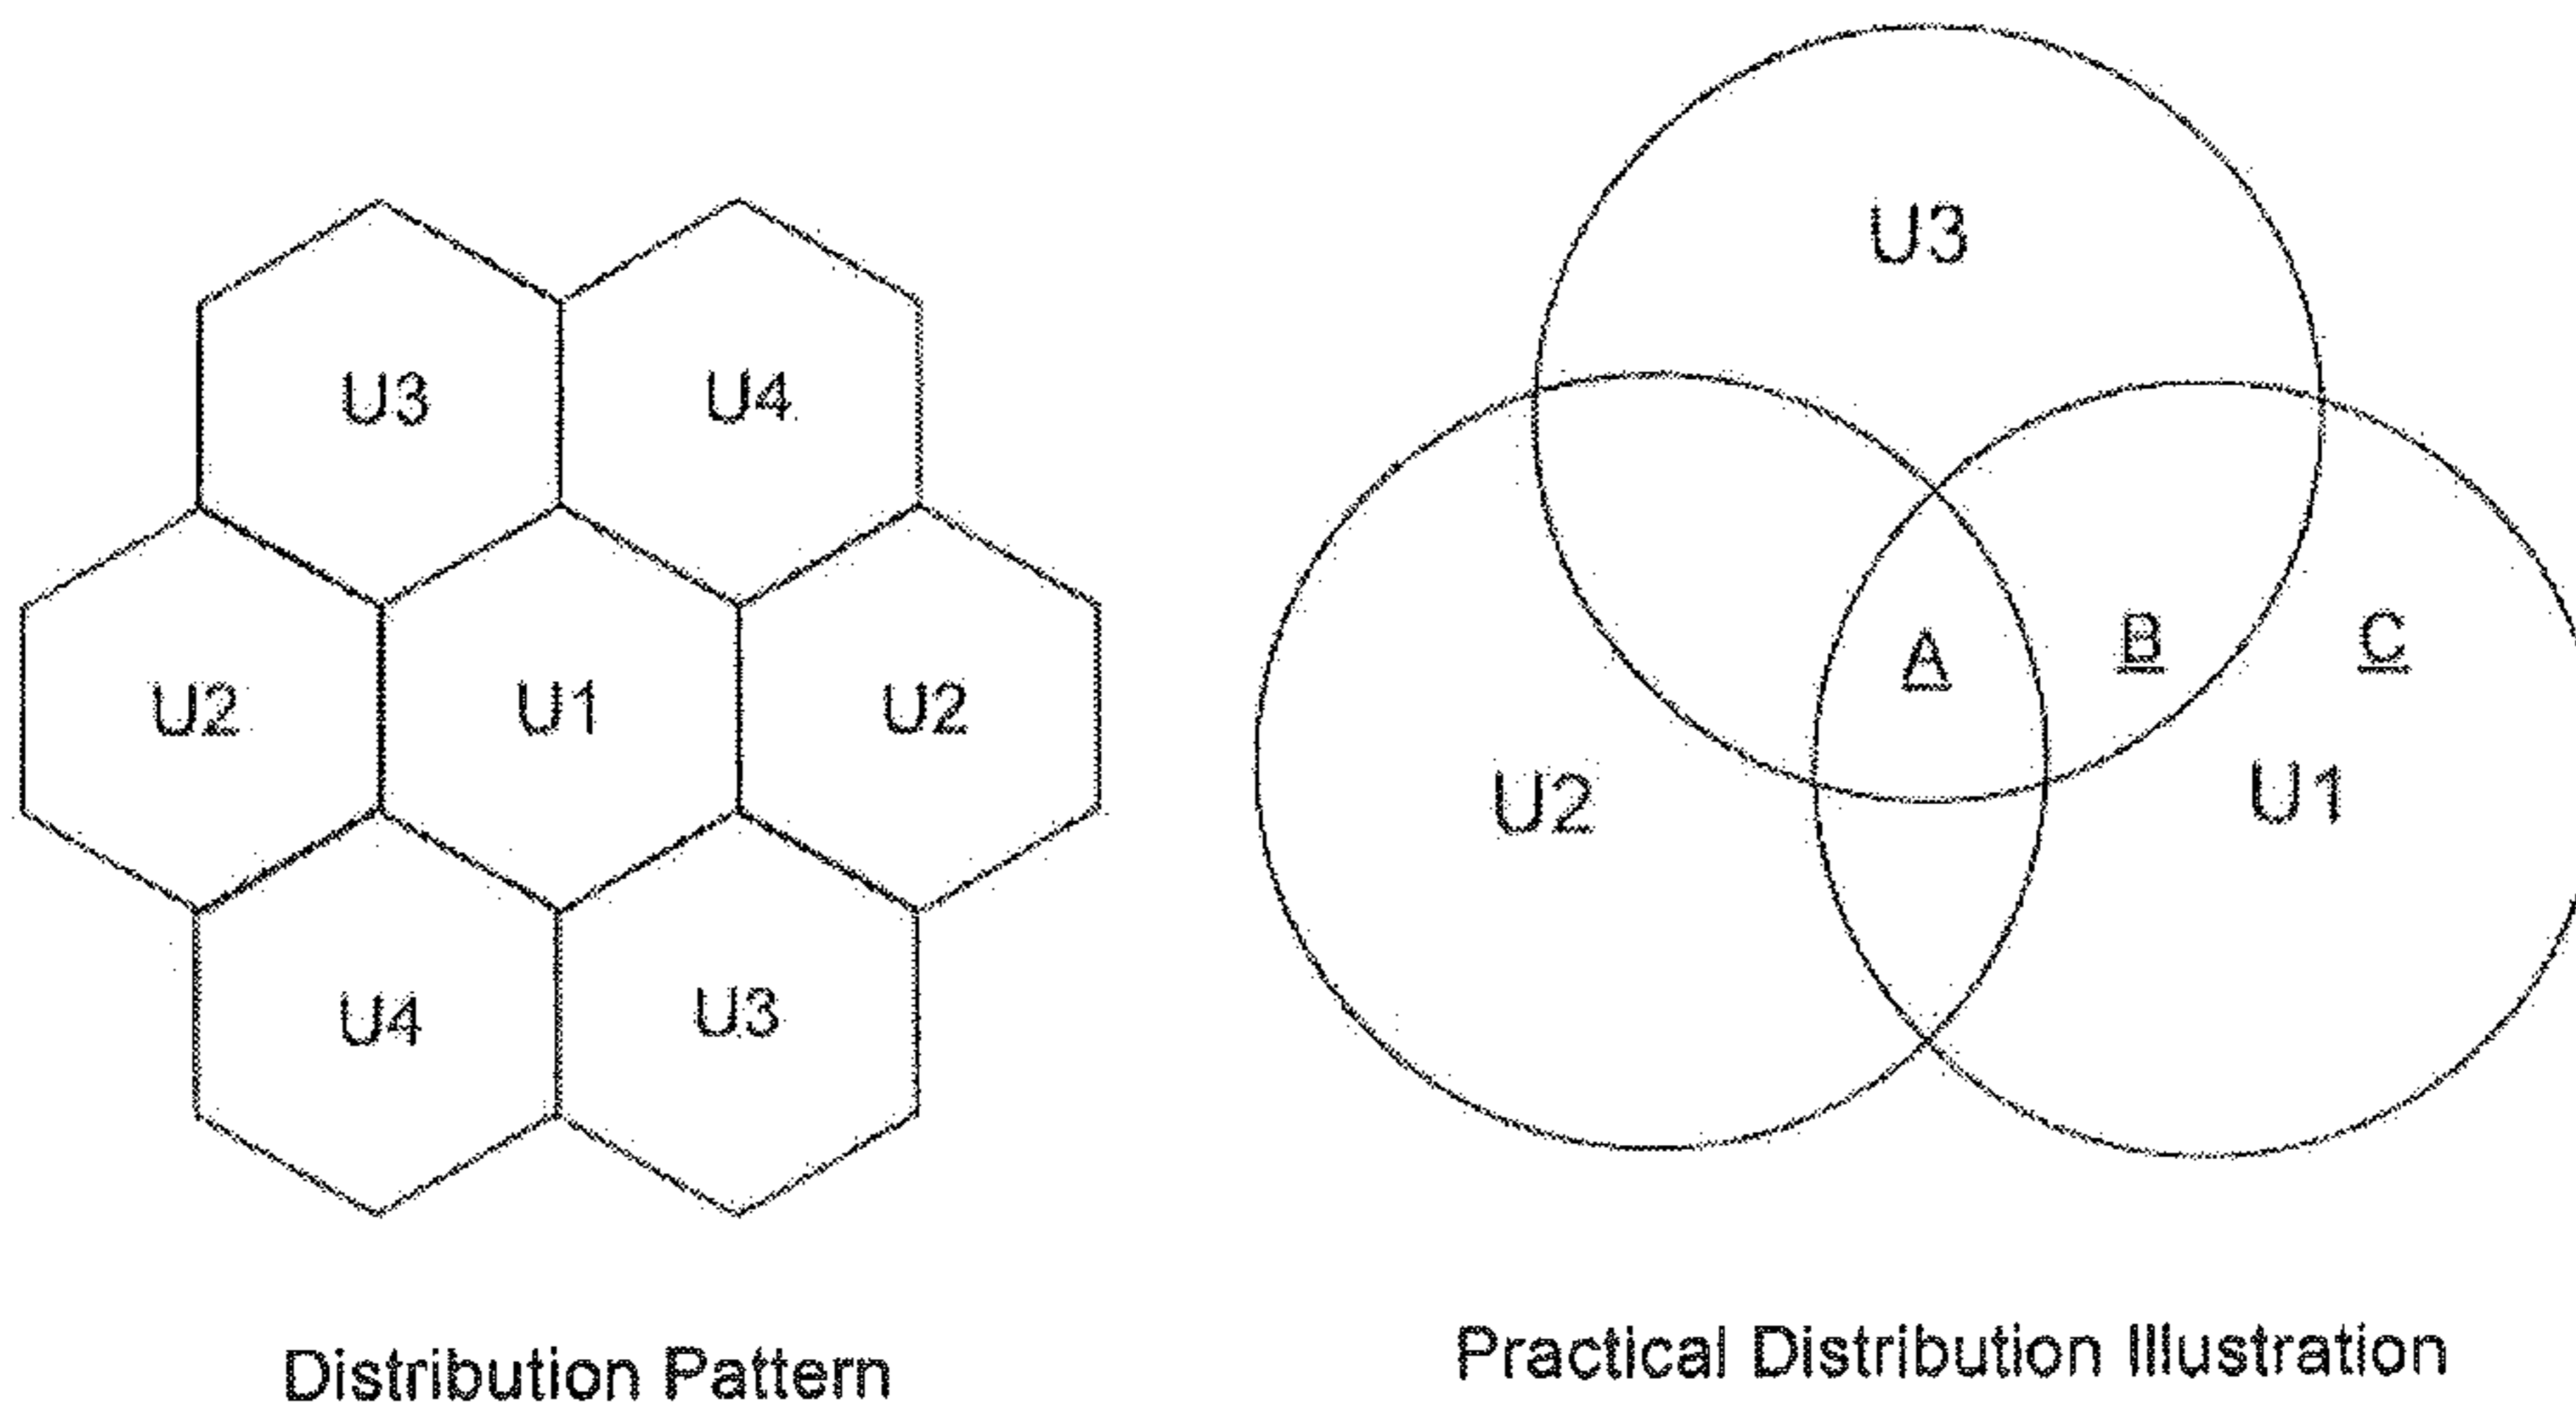 U3 U4
U2 U1 U2
U4 U3
Distribution Pattern
U3
A B C
U2 U1
Practical Distribution Illustration